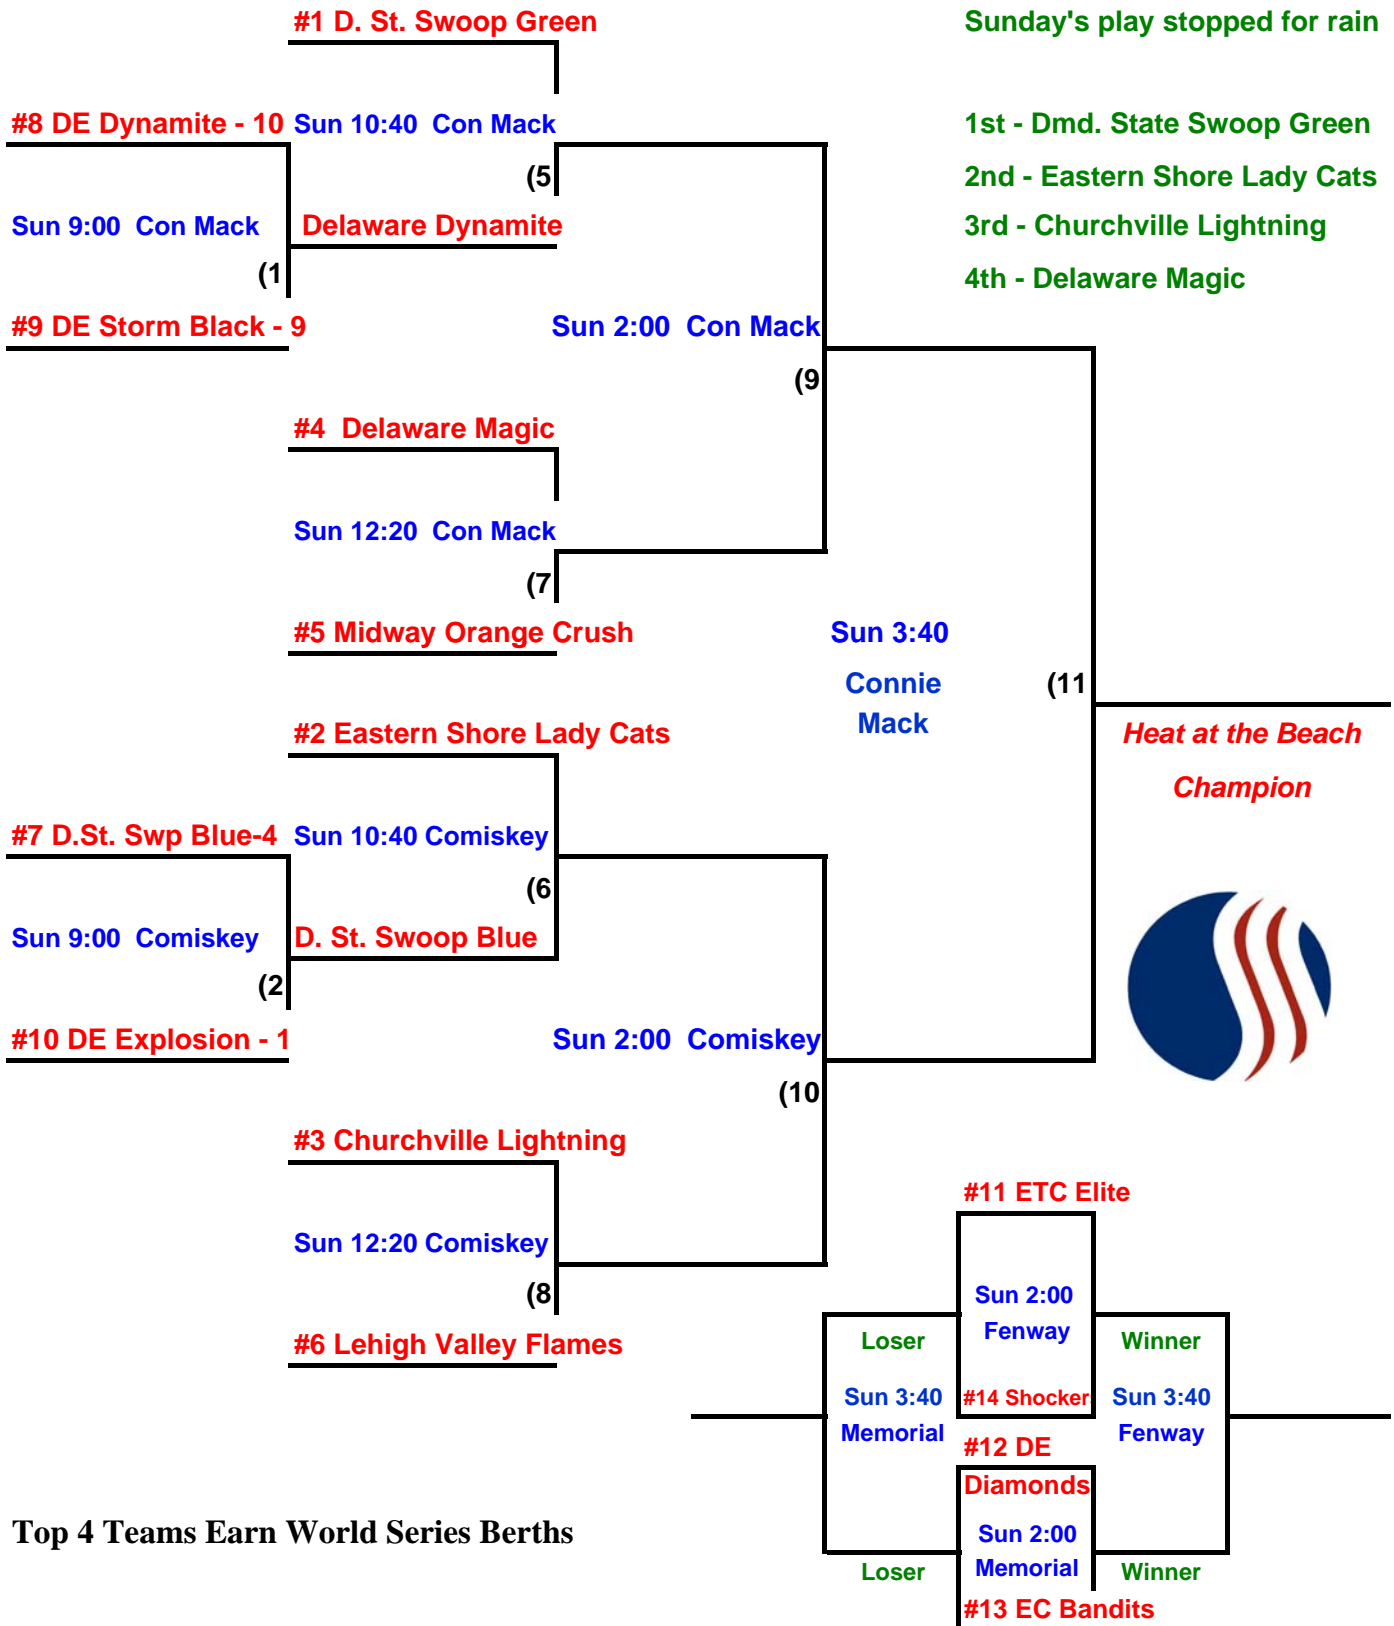 #1 D. St. Swoop Green
Sunday's play stopped for rain
#8 DE Dynamite - 10
Sun 10:40 Con Mack
1st - Dmd. State Swoop Green
(5
2nd - Eastern Shore Lady Cats
Sun 9:00 Con Mack
Delaware Dynamite
3rd - Churchville Lightning
(1
4th - Delaware Magic
#9 DE Storm Black - 9
Sun 2:00 Con Mack
(9
#4 Delaware Magic
Sun 12:20 Con Mack
(7
#5 Midway Orange Crush
Sun 3:40
Connie
Mack
(11
#2 Eastern Shore Lady Cats
Heat at the Beach
Champion
#7 D.St. Swp Blue-4
Sun 10:40 Comiskey
(6
Sun 9:00 Comiskey
D. St. Swoop Blue
(2
#10 DE Explosion - 1
Sun 2:00 Comiskey
(10
#3 Churchville Lightning
#11 ETC Elite
Sun 12:20 Comiskey
(8
Sun 2:00
Fenway
#6 Lehigh Valley Flames
Loser
Winner
Sun 3:40
Memorial
#14 Shocker
Sun 3:40
Fenway
#12 DE
Diamonds
Top 4 Teams Earn World Series Berths
Sun 2:00
Memorial
Loser
Winner
#13 EC Bandits